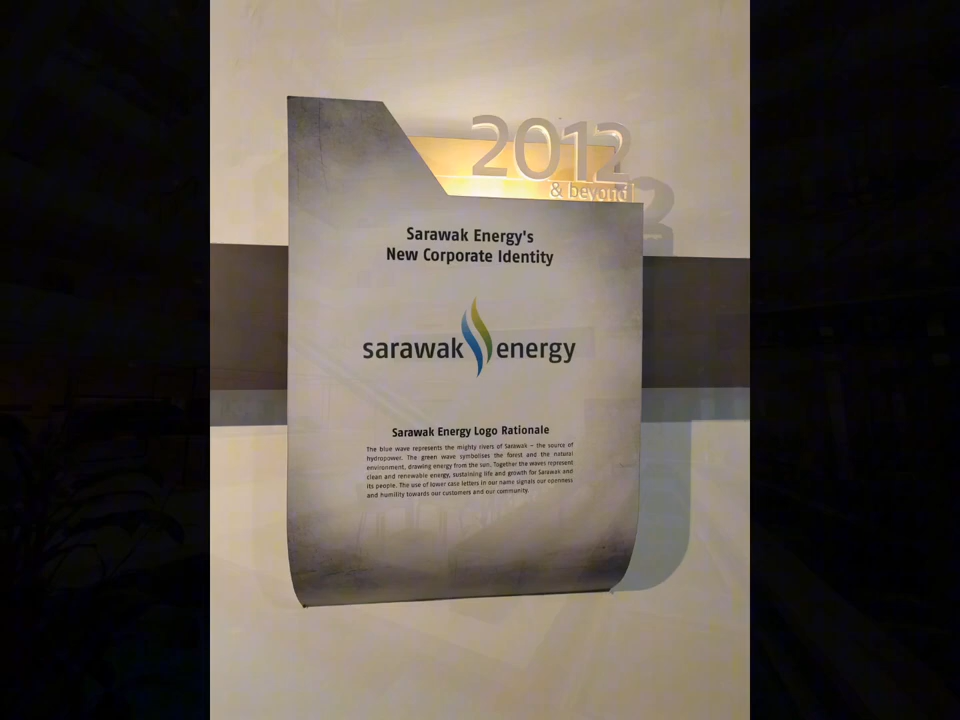 2012
& beyond
Sarawak Energy's
New Corporate Identity
sarawak energy
Sarawak Energy Logo Rationale
The blue wave represents the mighty rivers of Sarawak – the source of
hydropower. The green wave symbolises the forest and the natural
environment, drawing energy from the sun. Together the waves represent
clean and renewable energy, sustaining life and growth for Sarawak and
its people. The use of lower case letters in our name signals our openness
and humility towards our customers and our community.